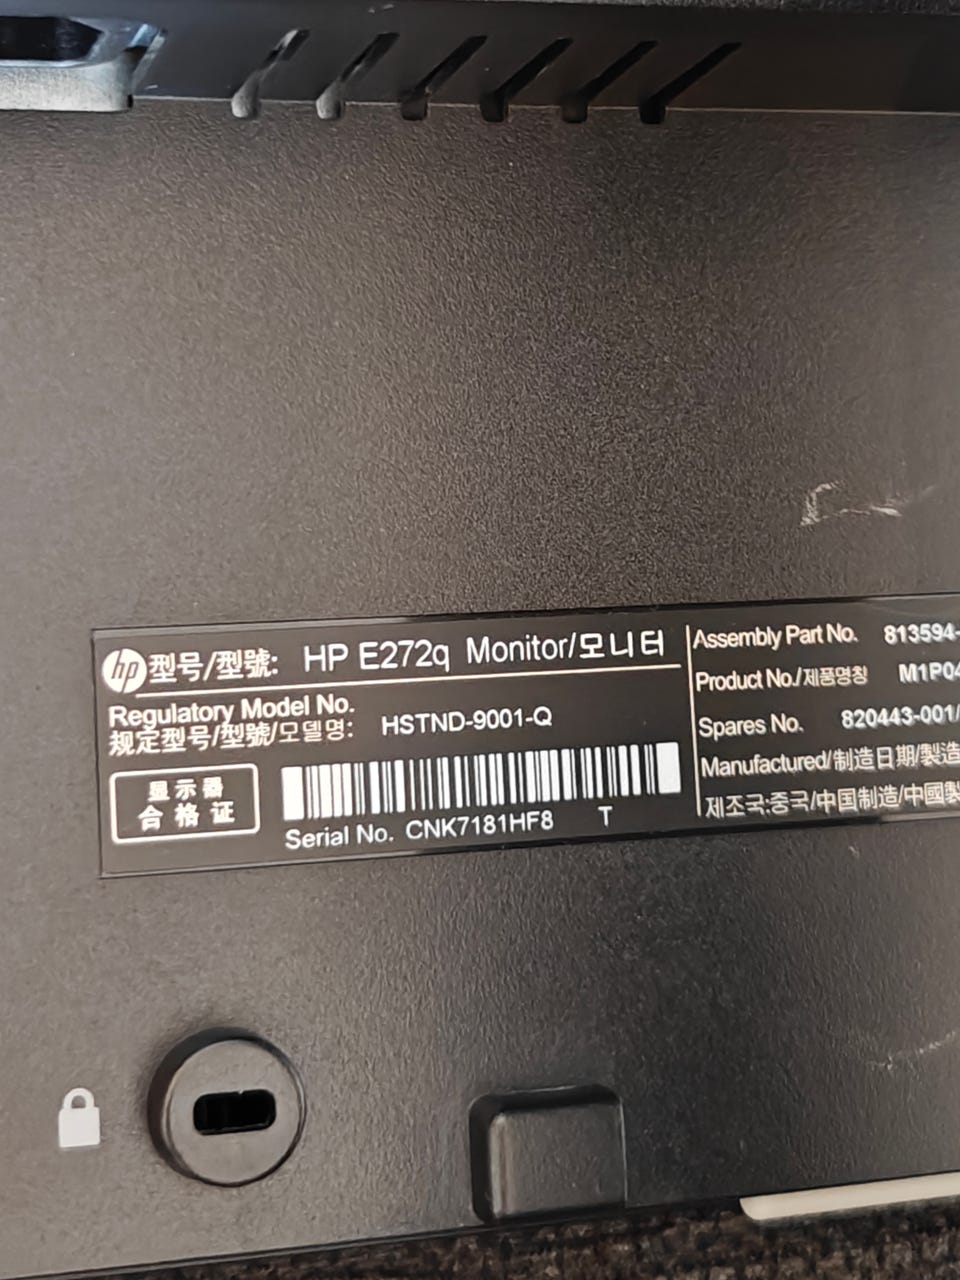 hp 型号/型號: HP E272q Monitor/모니터
Regulatory Model No.
规定型号/型號/모델명: HSTND-9001-Q
显示器
合格证
Serial No. CNK7181HF8 T
Assembly Part No. 813594-
Product No./제품명칭 M1P04
Spares No. 820443-001/
Manufactured/制造日期/製造
제조국:중국/中国制造/中國製